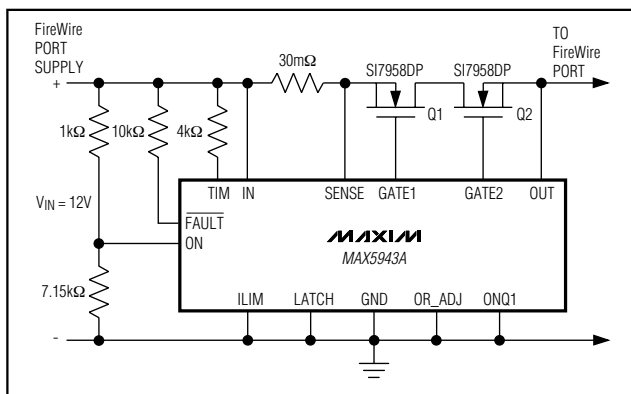 FireWire
PORT
SUPPLY
TO
FireWire
PORT
+
30mΩ
SI7958DP
SI7958DP
Q1
Q2
1kΩ
10kΩ
4kΩ
TIM
IN
SENSE
GATE1
GATE2
OUT
VIN = 12V
FAULT
ON
MAXIM
MAX5943A
7.15kΩ
ILIM
LATCH
GND
OR_ADJ
ONQ1
-